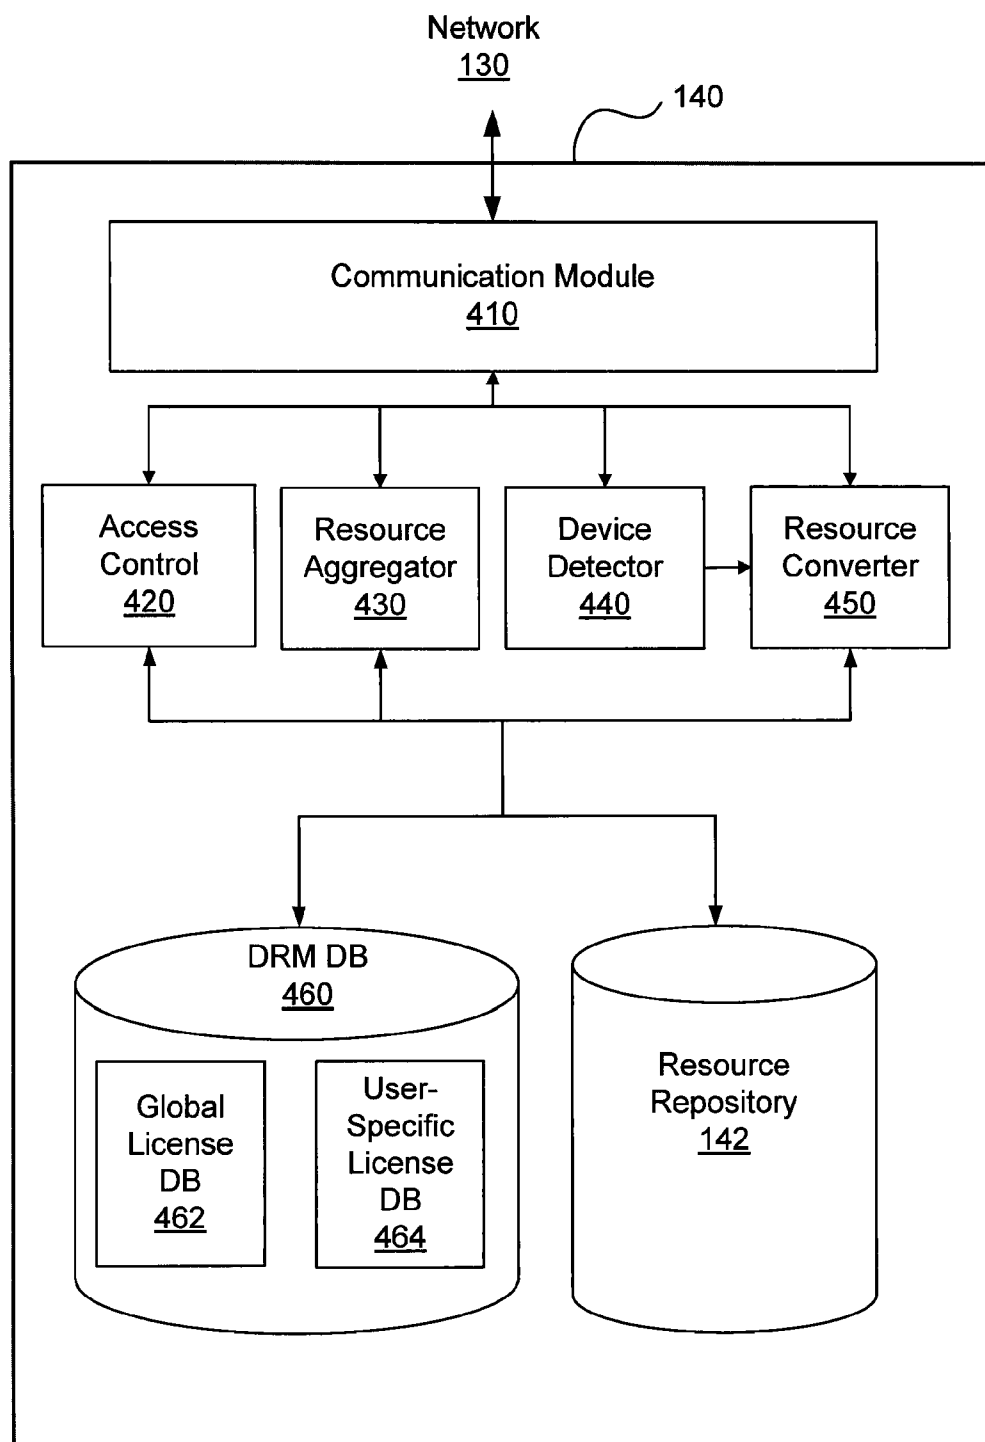 Network
130
140
Communication Module
410
Access
Control
420
Resource
Aggregator
430
Device
Detector
440
Resource
Converter
450
DRM DB
460
Global
License
DB
462
User-
Specific
License
DB
464
Resource
Repository
142